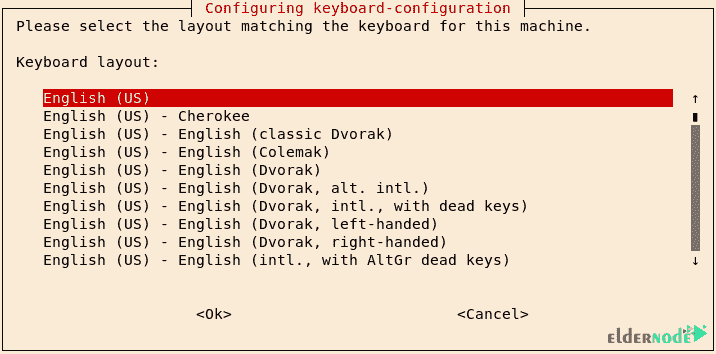 Configuring keyboard-configuration
Please select the layout matching the keyboard for this machine.
Keyboard layout:
English (US)
English (US) - Cherokee
English (US) - English (classic Dvorak)
English (US) - English (Colemak)
English (US) - English (Dvorak)
English (US) - English (Dvorak, alt. intl.)
English (US) - English (Dvorak, intl., with dead keys)
English (US) - English (Dvorak, left-handed)
English (US) - English (Dvorak, right-handed)
English (US) - English (intl., with AltGr dead keys)
<Ok> <Cancel>
elderNode